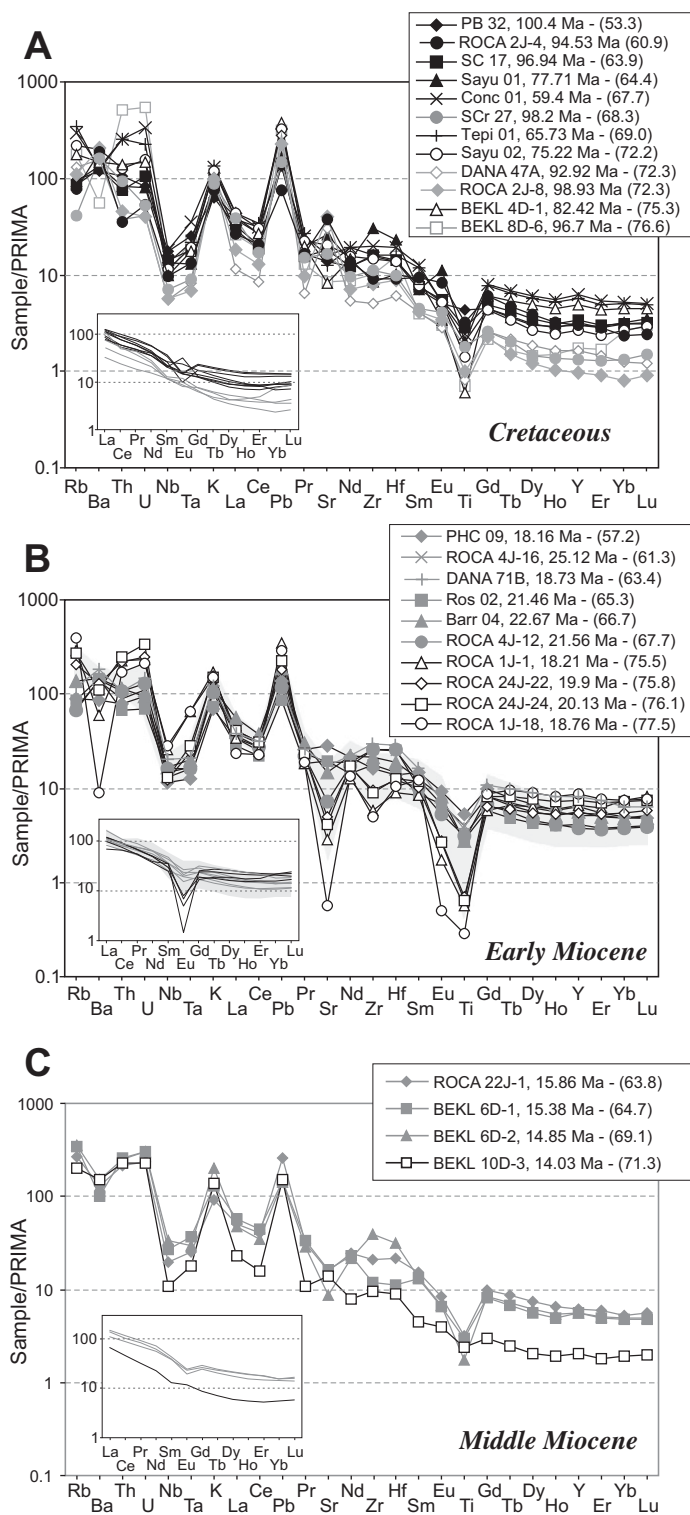 A
PB 32, 100.4 Ma - (53.3)
ROCA 2J-4, 94.53 Ma (60.9)
SC 17, 96.94 Ma - (63.9)
Sayu 01, 77.71 Ma - (64.4)
Conc 01, 59.4 Ma - (67.7)
SCr 27, 98.2 Ma - (68.3)
Tepi 01, 65.73 Ma - (69.0)
Sayu 02, 75.22 Ma - (72.2)
DANA 47A, 92.92 Ma - (72.3)
ROCA 2J-8, 98.93 Ma - (72.3)
BEKL 4D-1, 82.42 Ma - (75.3)
BEKL 8D-6, 96.7 Ma - (76.6)
1000
100
10
1
0.1
Sample/PRIMA
100
10
1
La Pr Sm Gd Dy Er Lu
Ce Nd Eu Tb Ho Yb
Cretaceous
Rb Th Nb K Ce Pr Nd Hf Eu Gd Dy Y Yb
Ba U Ta La Pb Sr Zr Sm Ti Tb Ho Er Lu
B
PHC 09, 18.16 Ma - (57.2)
ROCA 4J-16, 25.12 Ma - (61.3)
DANA 71B, 18.73 Ma - (63.4)
Ros 02, 21.46 Ma - (65.3)
Barr 04, 22.67 Ma - (66.7)
ROCA 4J-12, 21.56 Ma - (67.7)
ROCA 1J-1, 18.21 Ma - (75.5)
ROCA 24J-22, 19.9 Ma - (75.8)
ROCA 24J-24, 20.13 Ma - (76.1)
ROCA 1J-18, 18.76 Ma - (77.5)
1000
100
10
1
0.1
Sample/PRIMA
100
10
1
La Pr Sm Gd Dy Er Lu
Ce Nd Eu Tb Ho Yb
Early Miocene
Rb Th Nb K Ce Pr Nd Hf Eu Gd Dy Y Yb
Ba U Ta La Pb Sr Zr Sm Ti Tb Ho Er Lu
C
ROCA 22J-1, 15.86 Ma - (63.8)
BEKL 6D-1, 15.38 Ma - (64.7)
BEKL 6D-2, 14.85 Ma - (69.1)
BEKL 10D-3, 14.03 Ma - (71.3)
1000
100
10
1
0.1
Sample/PRIMA
100
10
1
La Pr Sm Gd Dy Er Lu
Ce Nd Eu Tb Ho Yb
Middle Miocene
Rb Th Nb K Ce Pr Nd Hf Eu Gd Dy Y Yb
Ba U Ta La Pb Sr Zr Sm Ti Tb Ho Er Lu